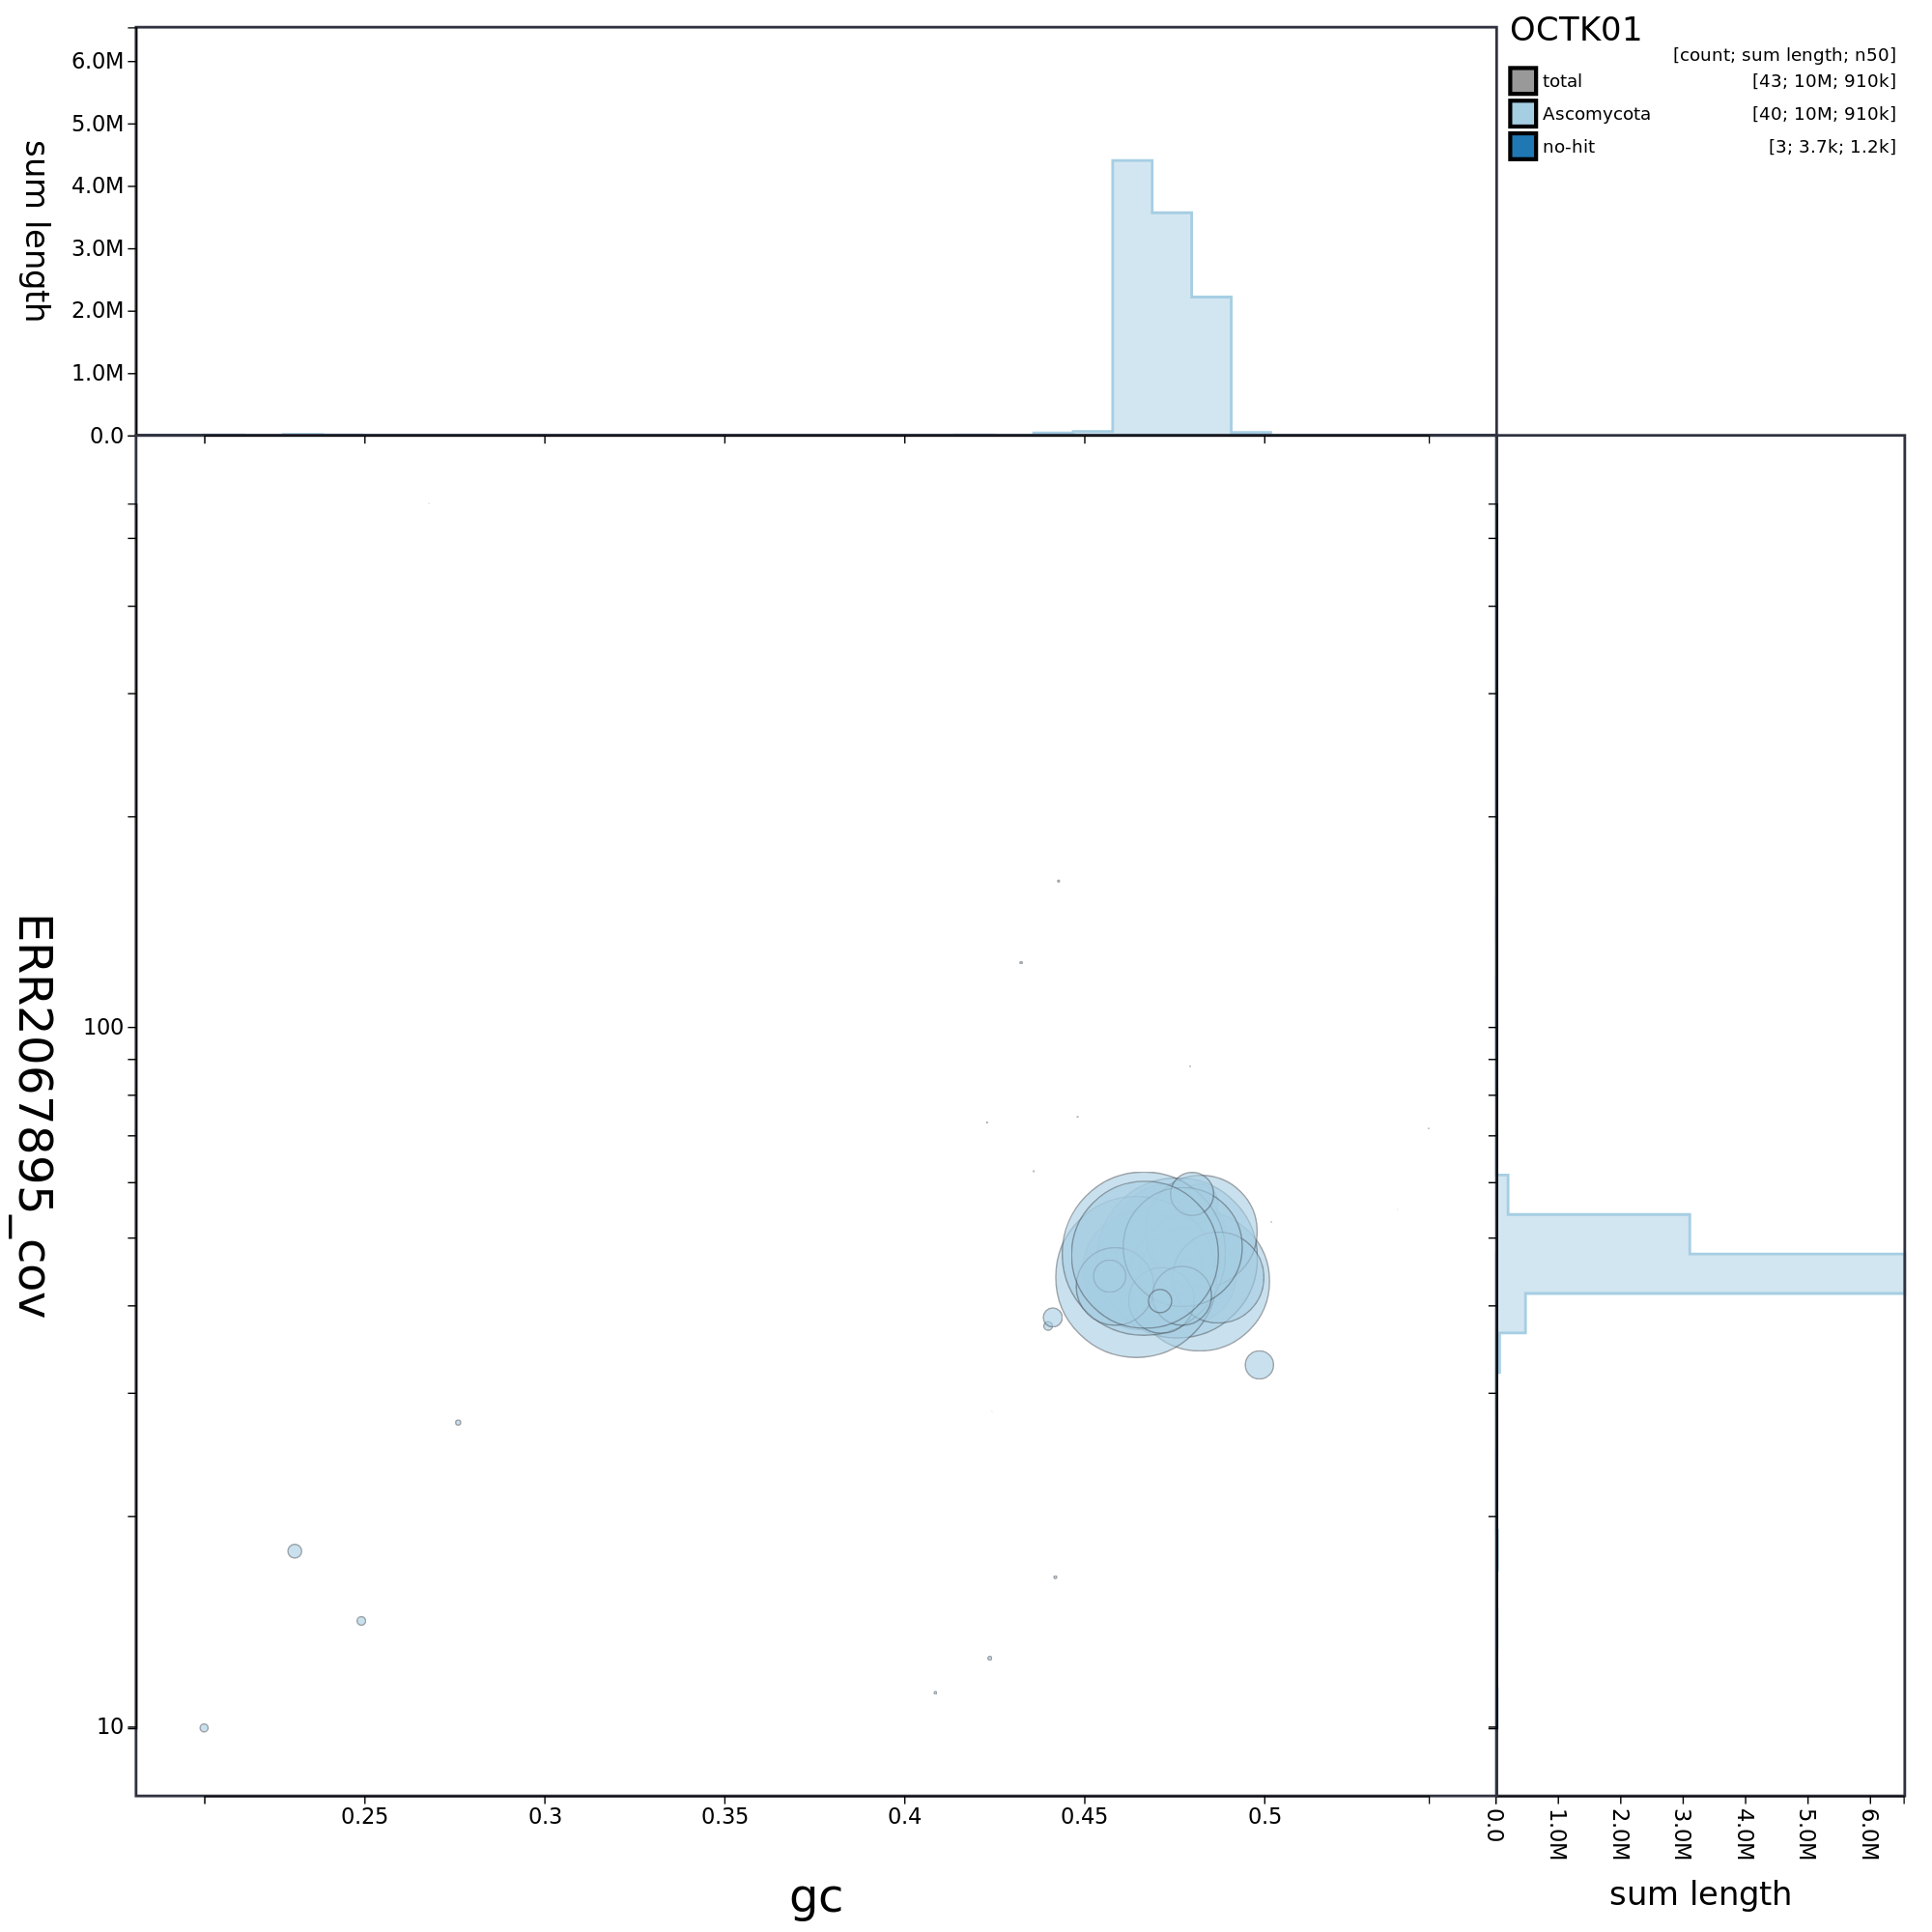 OCTK01
[count; sum length; n50]
total [43; 10M; 910k]
Ascomycota [40; 10M; 910k]
no-hit [3; 3.7k; 1.2k]
sum length
6.0M
5.0M
4.0M
3.0M
2.0M
1.0M
0.0
ERR2067895_cov
100
10
0.25 0.3 0.35 0.4 0.45 0.5
gc
0.0 1.0M 2.0M 3.0M 4.0M 5.0M 6.0M
sum length